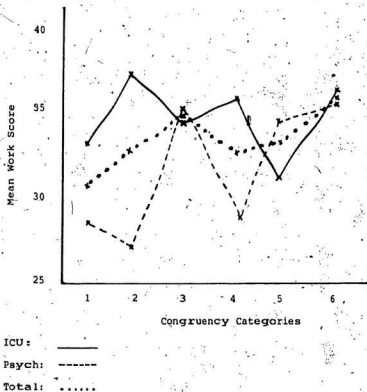 40
35
30
25
Mean Work Score
1 2 3 4 5 6
Congruency Categories
ICU:
Psych:
Total: